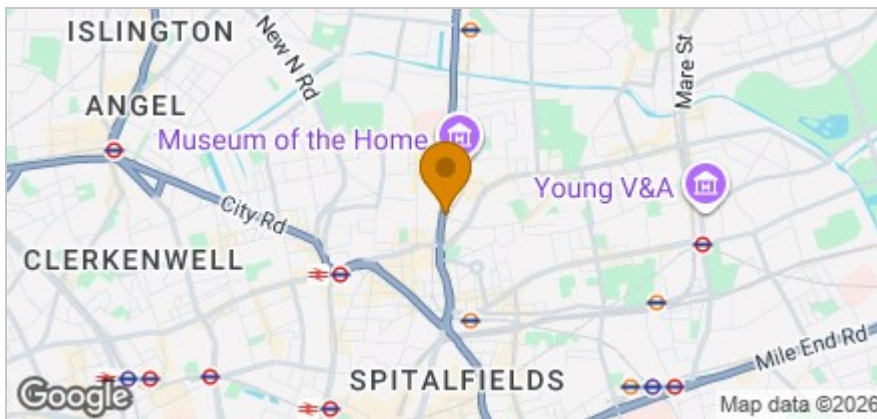 ISLINGTON
New N Rd
Mare St
ANGEL
Museum of the Home
Young V&A
City Rd
CLERKENWELL
Mile End Rd
SPITALFIELDS
Google
Map data ©2026